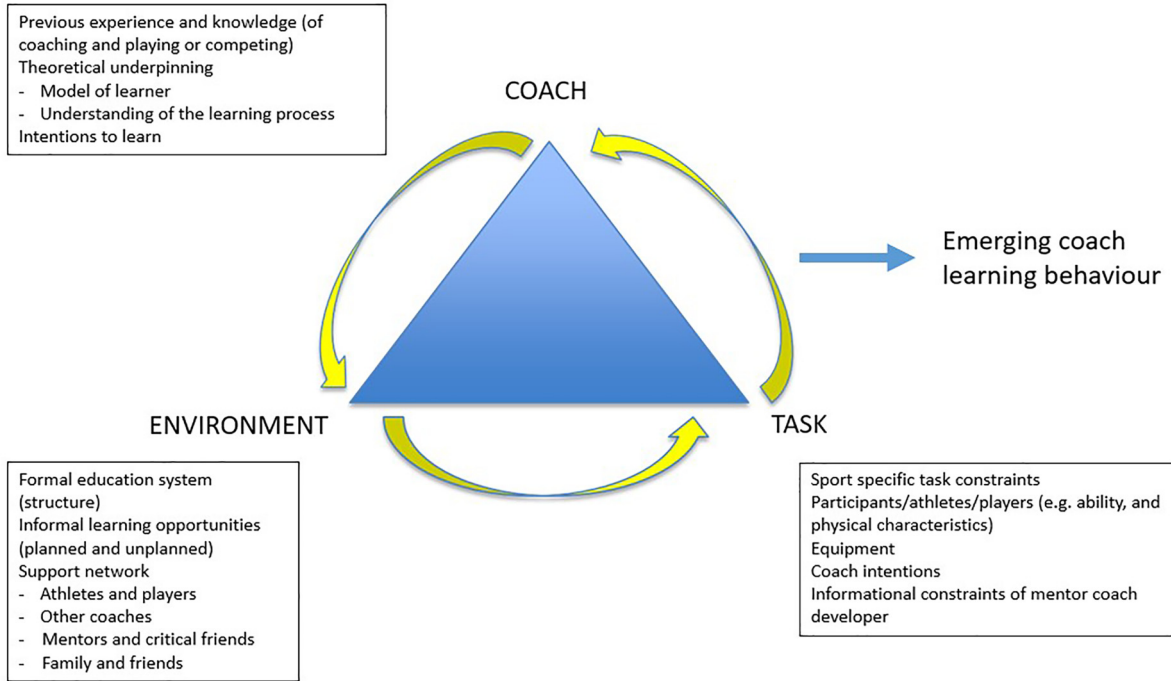 Previous experience and knowledge (of
coaching and playing or competing)
Theoretical underpinning
- Model of learner
- Understanding of the learning process
Intentions to learn
COACH
Emerging coach
learning behaviour
ENVIRONMENT
TASK
Formal education system
(structure)
Informal learning opportunities
(planned and unplanned)
Support network
- Athletes and players
- Other coaches
- Mentors and critical friends
- Family and friends
Sport specific task constraints
Participants/athletes/players (e.g. ability, and
physical characteristics)
Equipment
Coach intentions
Informational constraints of mentor coach
developer